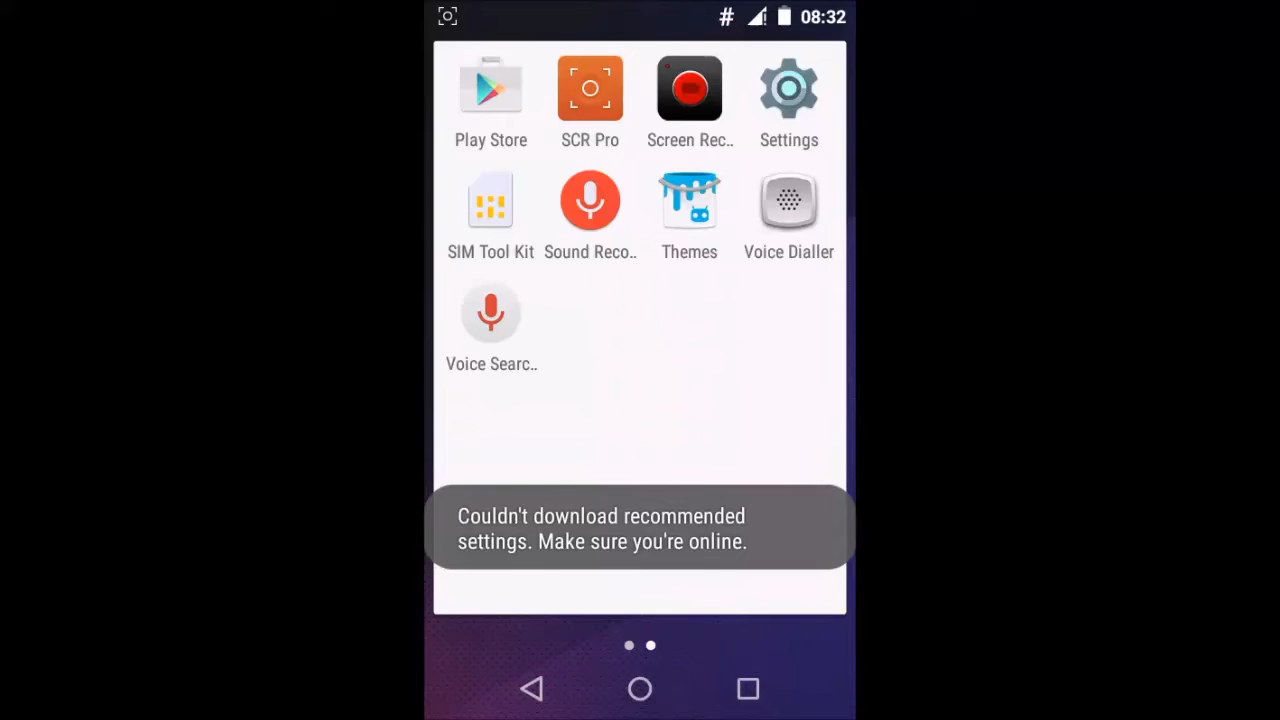 # 08:32
Play Store SCR Pro Screen Rec.. Settings
SIM Tool Kit Sound Reco.. Themes Voice Dialler
Voice Searc..
Couldn't download recommended
settings. Make sure you're online.